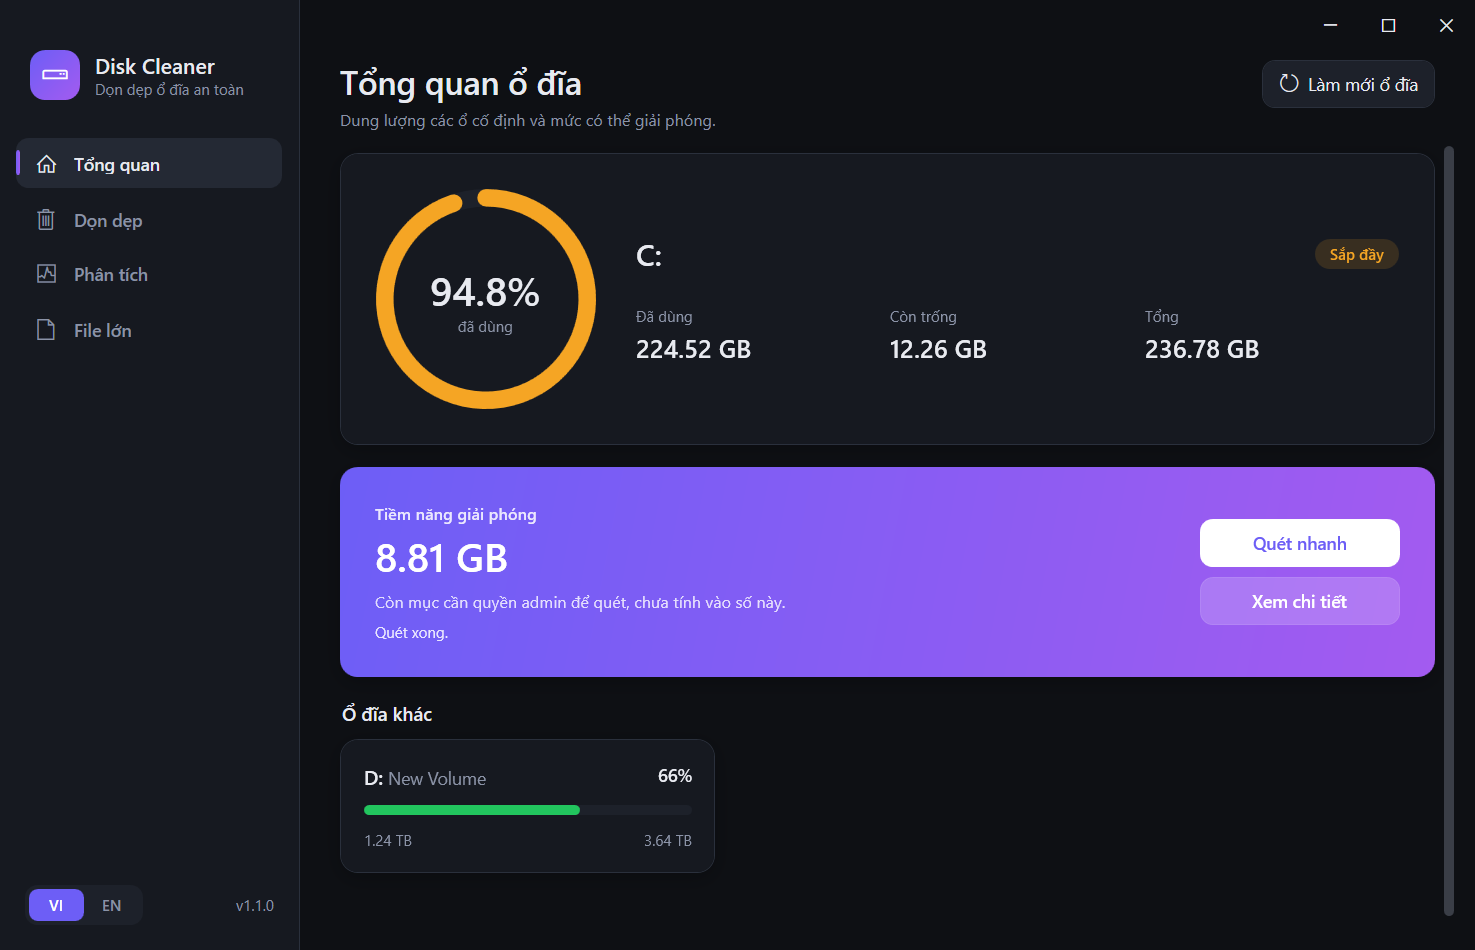 Disk Cleaner
Dọn dẹp ổ đĩa an toàn
Tổng quan
Dọn dẹp
Phân tích
File lớn
VI
EN
v1.1.0
Tổng quan ổ đĩa
Dung lượng các ổ cố định và mức có thể giải phóng.
Làm mới ổ đĩa
94.8%
đã dùng
C:
Sắp đầy
Đã dùng
224.52 GB
Còn trống
12.26 GB
Tổng
236.78 GB
Tiềm năng giải phóng
8.81 GB
Còn mục cần quyền admin để quét, chưa tính vào số này.
Quét xong.
Quét nhanh
Xem chi tiết
Ổ đĩa khác
D: New Volume
66%
1.24 TB
3.64 TB